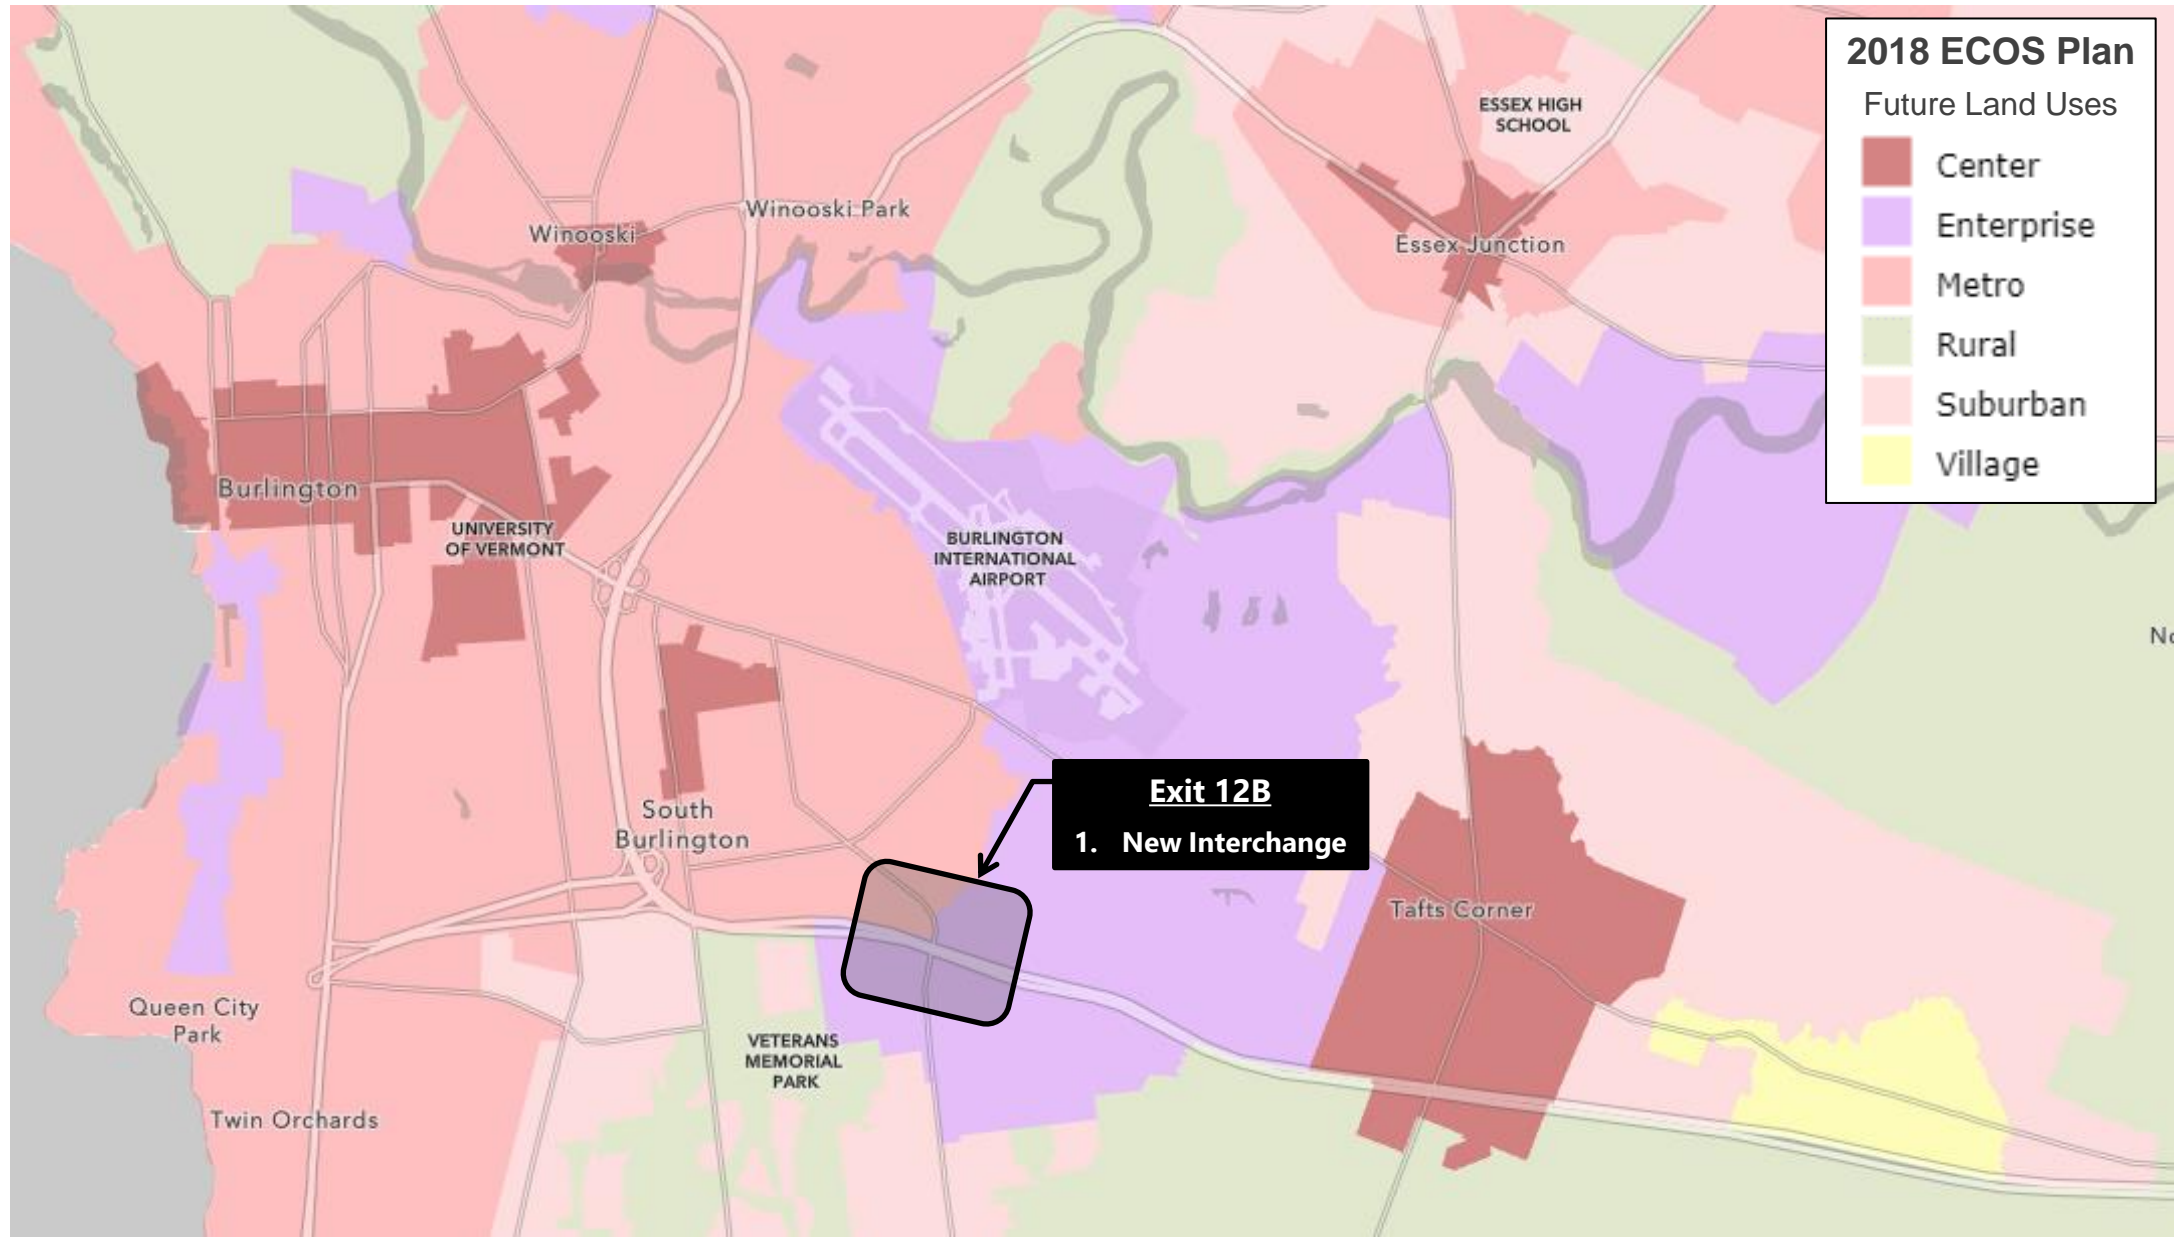 2018 ECOS Plan
Future Land Uses
Center
Enterprise
Metro
Rural
Suburban
Village
ESSEX HIGH
SCHOOL
Winooski Park
Winooski
Essex Junction
Burlington
UNIVERSITY
OF VERMONT
BURLINGTON
INTERNATIONAL
AIRPORT
No
Exit 12B
1. New Interchange
South
Burlington
Tafts Corner
Queen City
Park
VETERANS
MEMORIAL
PARK
Twin Orchards